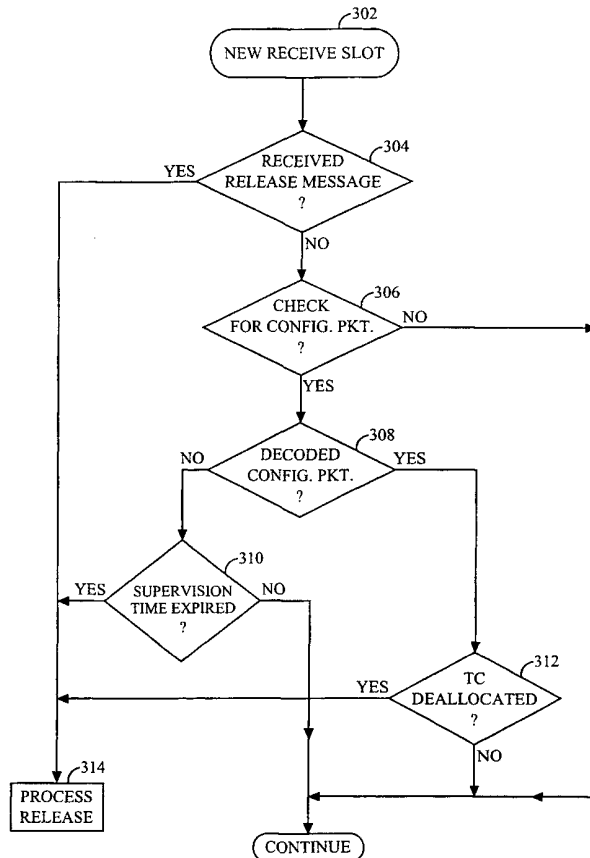 302
NEW RECEIVE SLOT
304
YES
RECEIVED
RELEASE MESSAGE
?
NO
306
CHECK
FOR CONFIG. PKT.
?
NO
YES
308
NO
DECODED
CONFIG. PKT.
?
YES
310
YES
SUPERVISION
TIME EXPIRED
?
NO
312
YES
TC
DEALLOCATED
?
NO
314
PROCESS
RELEASE
CONTINUE